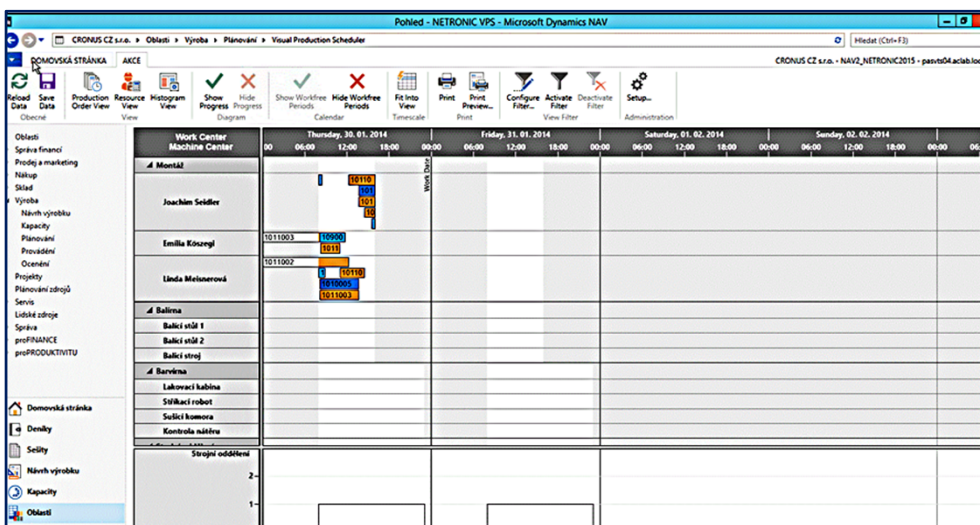 Pohled - NETRONIC VPS - Microsoft Dynamics NAV
CRONUS CZ s.r.o. ▸ Oblasti ▸ Výroba ▸ Plánování ▸ Visual Production Scheduler
Hledat (Ctrl+F3)
DOMOVSKÁ STRÁNKA AKCE
CRONUS CZ s.r.o. - NAV2_NETRONIC2015 - pasvts04.aclab.loc
Reload Data
Save Data
Production Order View
Resource View
Histogram View
Show Progress
Hide Progress
Show Workfree Periods
Hide Workfree Periods
Fit Into View
Print
Print Preview...
Configure Filter...
Activate Filter
Deactivate Filter
Setup...
Obecné View Diagram Calendar Timescale Print View Filter Administration
Oblasti
Správa financí
Prodej a marketing
Nákup
Sklad
Výroba
Návrh výrobku
Kapacity
Plánování
Provádění
Ocenění
Projekty
Plánování zdrojů
Servis
Lidské zdroje
Správa
proFINANCE
proPRODUKTIVITU
Domovská stránka
Deníky
Sešity
Návrh výrobku
Kapacity
Oblasti
Work Center
Machine Center
Thursday, 30. 01. 2014 Friday, 31. 01. 2014 Saturday, 01. 02. 2014 Sunday, 02. 02. 2014
00 06:00 12:00 18:00 00:00 06:00 12:00 18:00 00:00 06:00 12:00 18:00 00:00 06:00 12:00 18:00 00:00 06
Work Date
Montáž
Joachim Seidler
10110
101
101
10
Emilia Köszegi
1011003 10900
1011
Linda Meisnerová
1011002
1 10110
1010005
1011003
Balírna
Balicí stůl 1
Balicí stůl 2
Balicí stroj
Barvírna
Lakovací kabina
Stříkací robot
Sušicí komora
Kontrola nátěru
Strojní oddělení
2
1